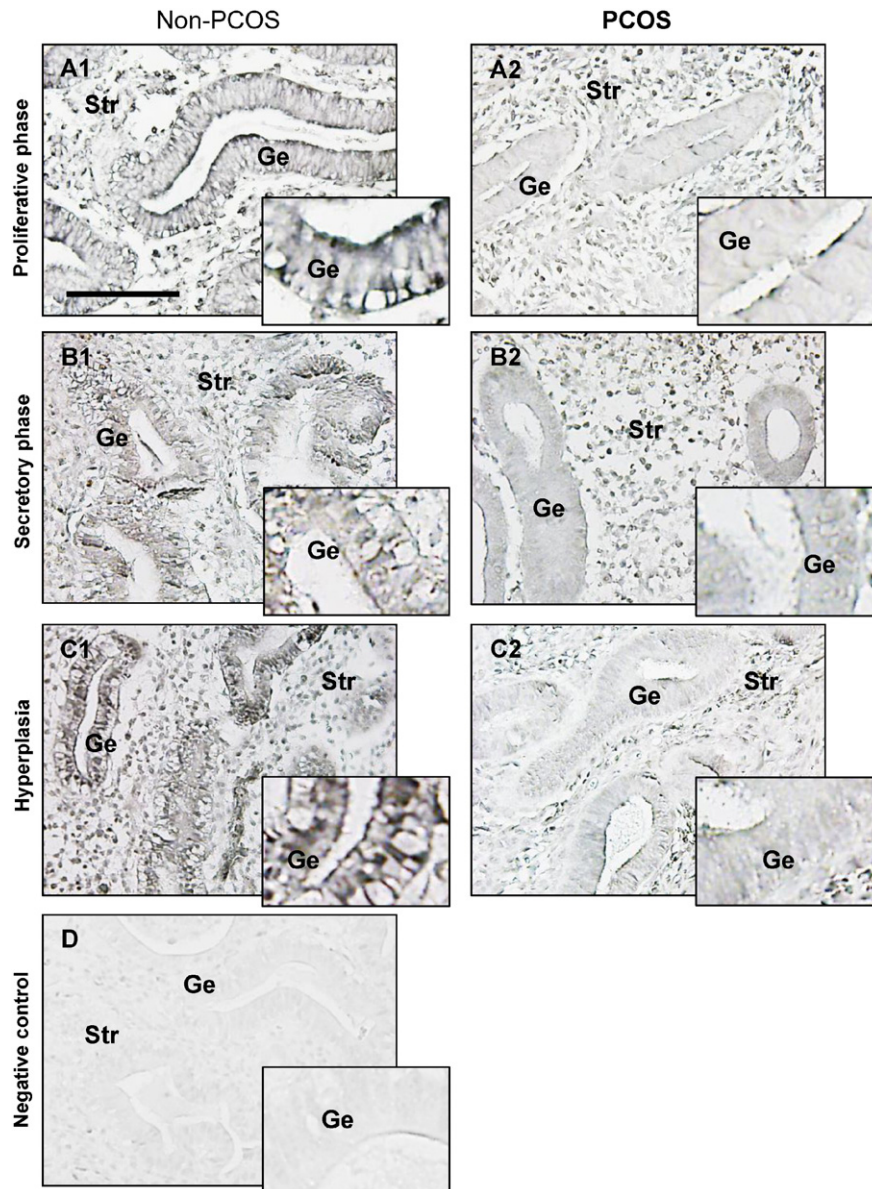 Non-PCOS
PCOS
Proliferative phase
A1
Str
Ge
Ge
A2
Str
Ge
Ge
Secretory phase
B1
Str
Ge
Ge
B2
Str
Ge
Ge
Hyperplasia
C1
Str
Ge
Ge
C2
Ge
Str
Ge
Negative control
D
Ge
Str
Ge